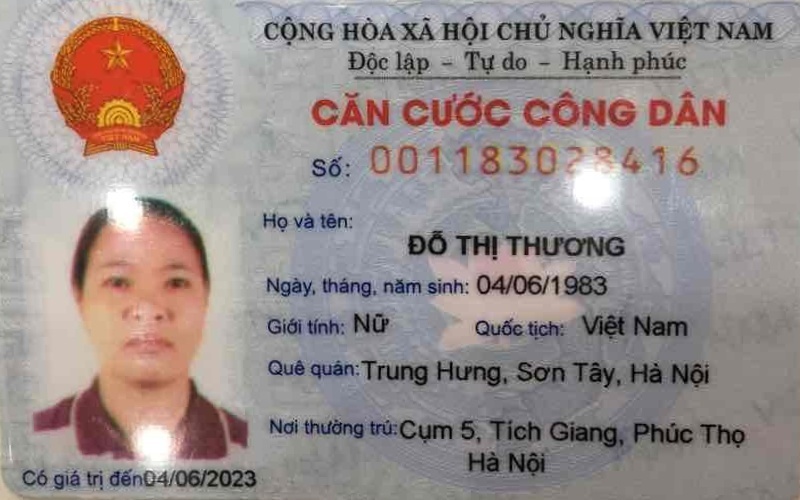 CỘNG HÒA XÃ HỘI CHỦ NGHĨA VIỆT NAM
Độc lập - Tự do - Hạnh phúc
CĂN CƯỚC CÔNG DÂN
Số: 001183028416
Họ và tên:
ĐỖ THỊ THƯƠNG
Ngày, tháng, năm sinh: 04/06/1983
Giới tính: Nữ Quốc tịch: Việt Nam
Quê quán: Trung Hưng, Sơn Tây, Hà Nội
Nơi thường trú: Cụm 5, Tích Giang, Phúc Thọ
Hà Nội
Có giá trị đến 04/06/2023
VIỆT NAM